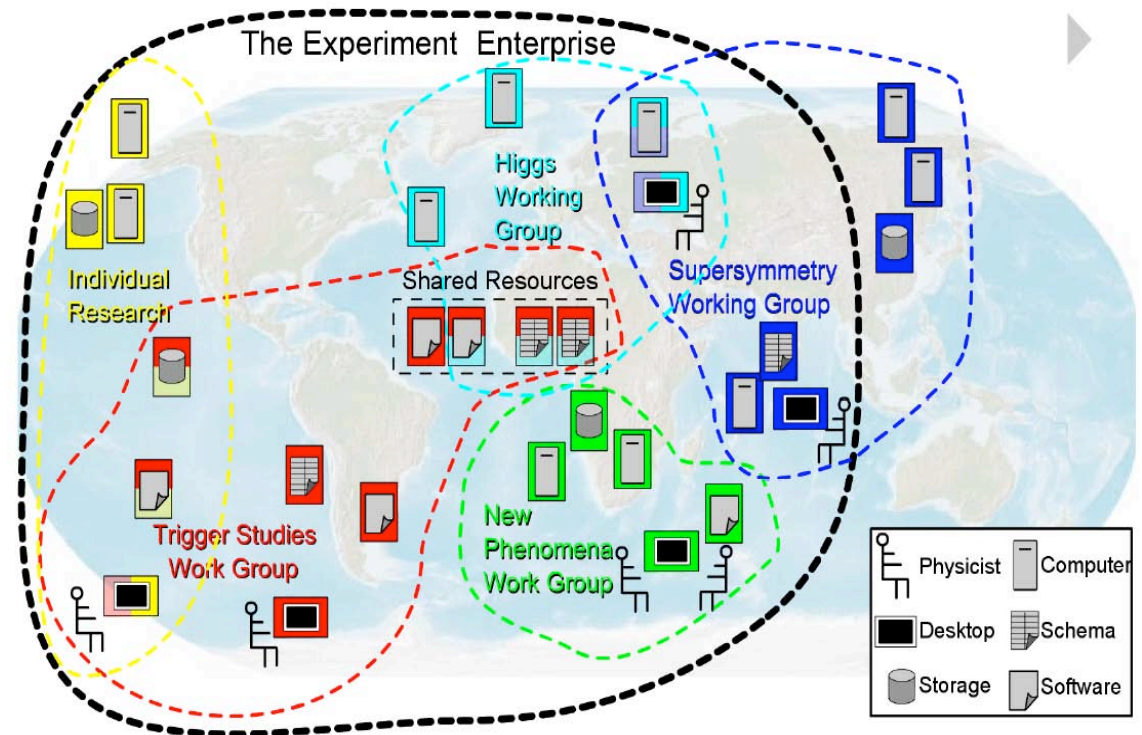 The Experiment Enterprise
Higgs
Working
Group
Individual
Research
Shared Resources
Supersymmetry
Working Group
Trigger Studies
Work Group
New
Phenomena
Work Group
Physicist
Computer
Desktop
Schema
Storage
Software